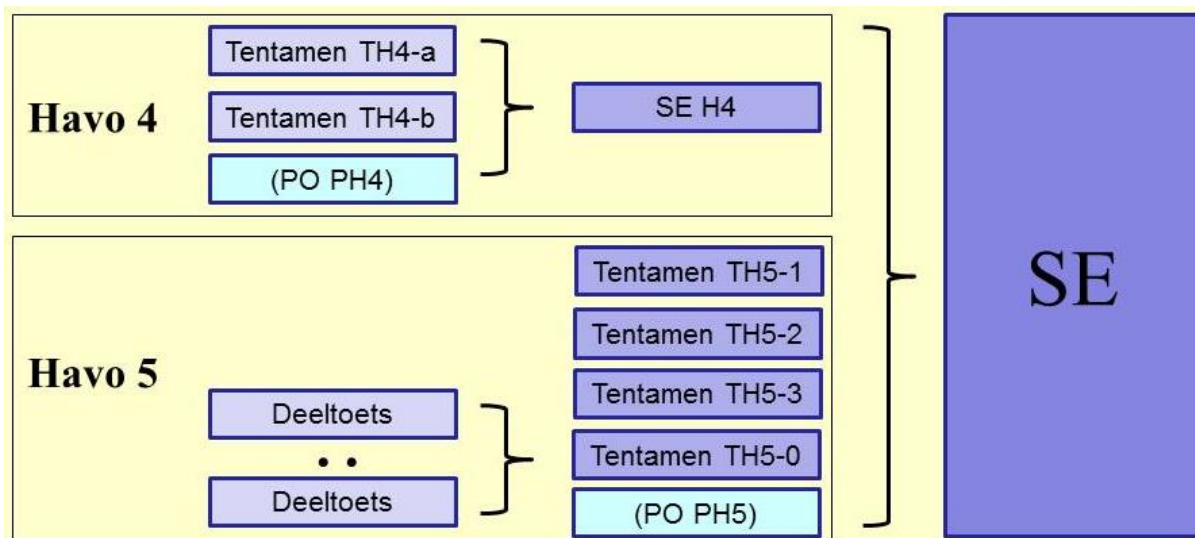 Havo 4
Tentamen TH4-a
Tentamen TH4-b
(PO PH4)
SE H4
Havo 5
Deeltoets
. .
Deeltoets
Tentamen TH5-1
Tentamen TH5-2
Tentamen TH5-3
Tentamen TH5-0
(PO PH5)
SE